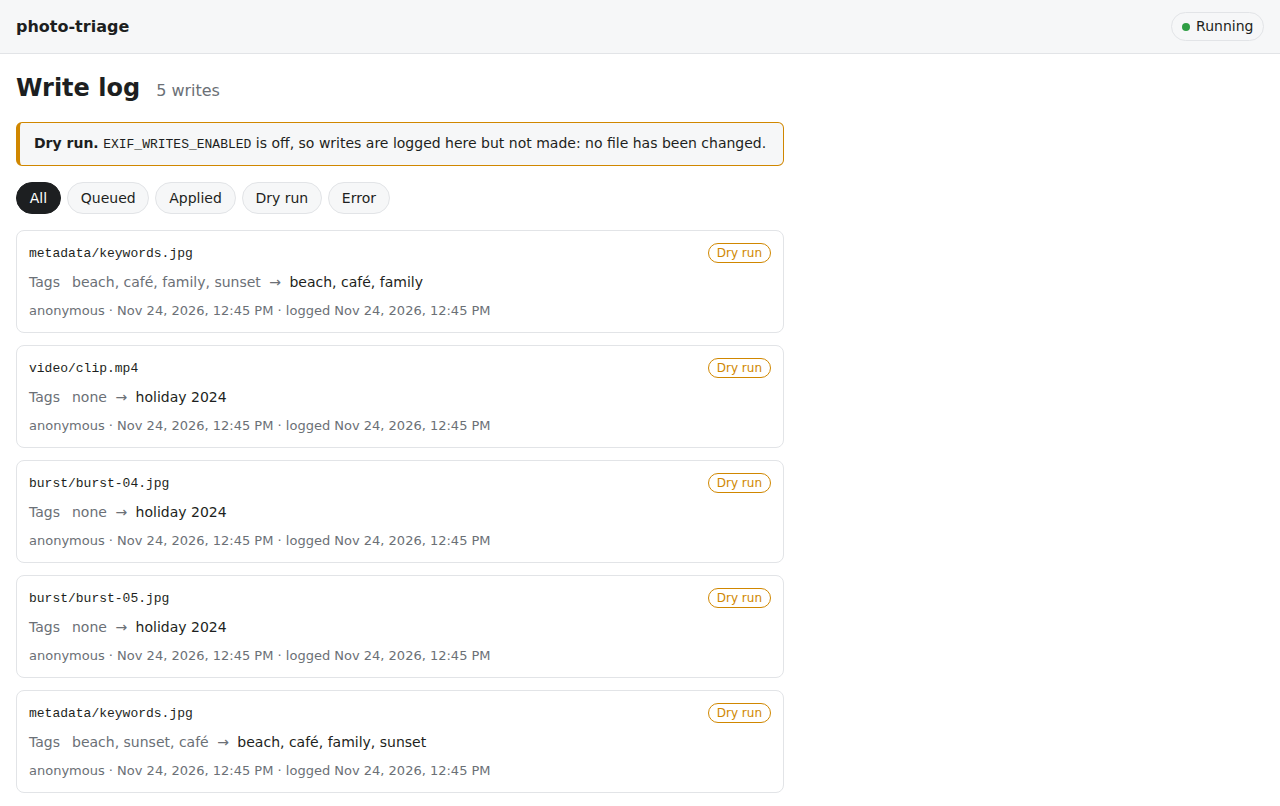 photo-triage
Running
Write log 5 writes
Dry run. EXIF_WRITES_ENABLED is off, so writes are logged here but not made: no file has been changed.
All Queued Applied Dry run Error
metadata/keywords.jpg Dry run
Tags beach, café, family, sunset → beach, café, family
anonymous · Nov 24, 2026, 12:45 PM · logged Nov 24, 2026, 12:45 PM
video/clip.mp4 Dry run
Tags none → holiday 2024
anonymous · Nov 24, 2026, 12:45 PM · logged Nov 24, 2026, 12:45 PM
burst/burst-04.jpg Dry run
Tags none → holiday 2024
anonymous · Nov 24, 2026, 12:45 PM · logged Nov 24, 2026, 12:45 PM
burst/burst-05.jpg Dry run
Tags none → holiday 2024
anonymous · Nov 24, 2026, 12:45 PM · logged Nov 24, 2026, 12:45 PM
metadata/keywords.jpg Dry run
Tags beach, sunset, café → beach, café, family, sunset
anonymous · Nov 24, 2026, 12:45 PM · logged Nov 24, 2026, 12:45 PM